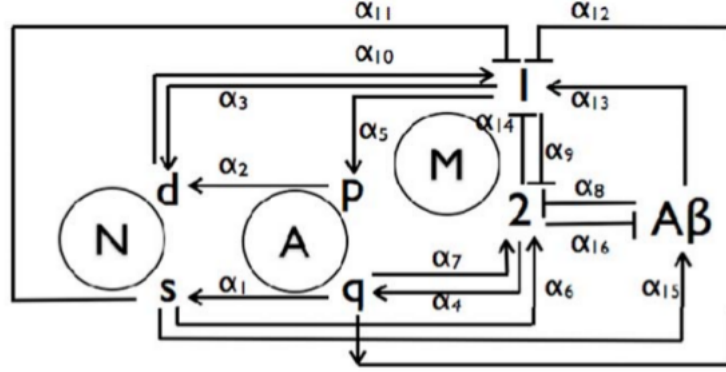 α₁₁ α₁₂
α₁₀
I
α₃ α₁₃
α₅ α₁₄
M α₉
α₂
d p
2 α₈ Aβ
N A
α₁₆
α₇
s α₁ q α₄ α₆ α₁₅